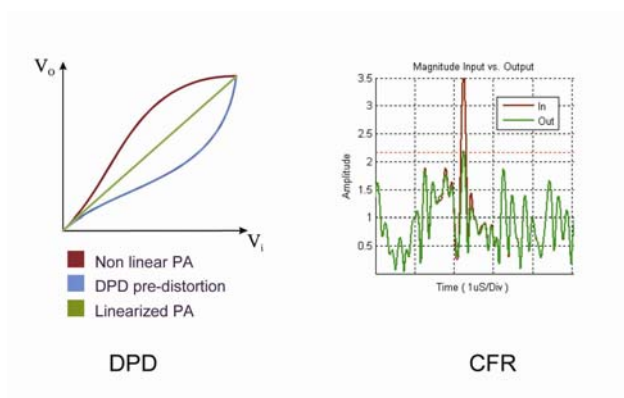 Vo
Vi
Non linear PA
DPD pre-distortion
Linearized PA
DPD
Magnitude Input vs. Output
3.5
3
2.5
2
1.5
1
0.5
Amplitude
In
Out
Time ( 1uS/Div )
CFR